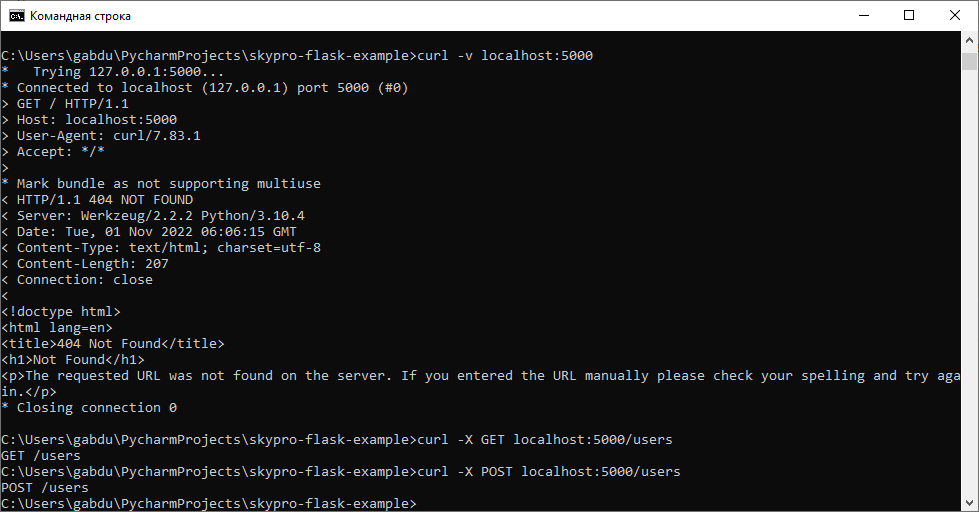 Командная строка
C:\Users\gabdu\PycharmProjects\skypro-flask-example>curl -v localhost:5000
*   Trying 127.0.0.1:5000...
* Connected to localhost (127.0.0.1) port 5000 (#0)
> GET / HTTP/1.1
> Host: localhost:5000
> User-Agent: curl/7.83.1
> Accept: */*
>
* Mark bundle as not supporting multiuse
< HTTP/1.1 404 NOT FOUND
< Server: Werkzeug/2.2.2 Python/3.10.4
< Date: Tue, 01 Nov 2022 06:06:15 GMT
< Content-Type: text/html; charset=utf-8
< Content-Length: 207
< Connection: close
<
<!doctype html>
<html lang=en>
<title>404 Not Found</title>
<h1>Not Found</h1>
<p>The requested URL was not found on the server. If you entered the URL manually please check your spelling and try aga
in.</p>
* Closing connection 0
C:\Users\gabdu\PycharmProjects\skypro-flask-example>curl -X GET localhost:5000/users
GET /users
C:\Users\gabdu\PycharmProjects\skypro-flask-example>curl -X POST localhost:5000/users
POST /users
C:\Users\gabdu\PycharmProjects\skypro-flask-example>